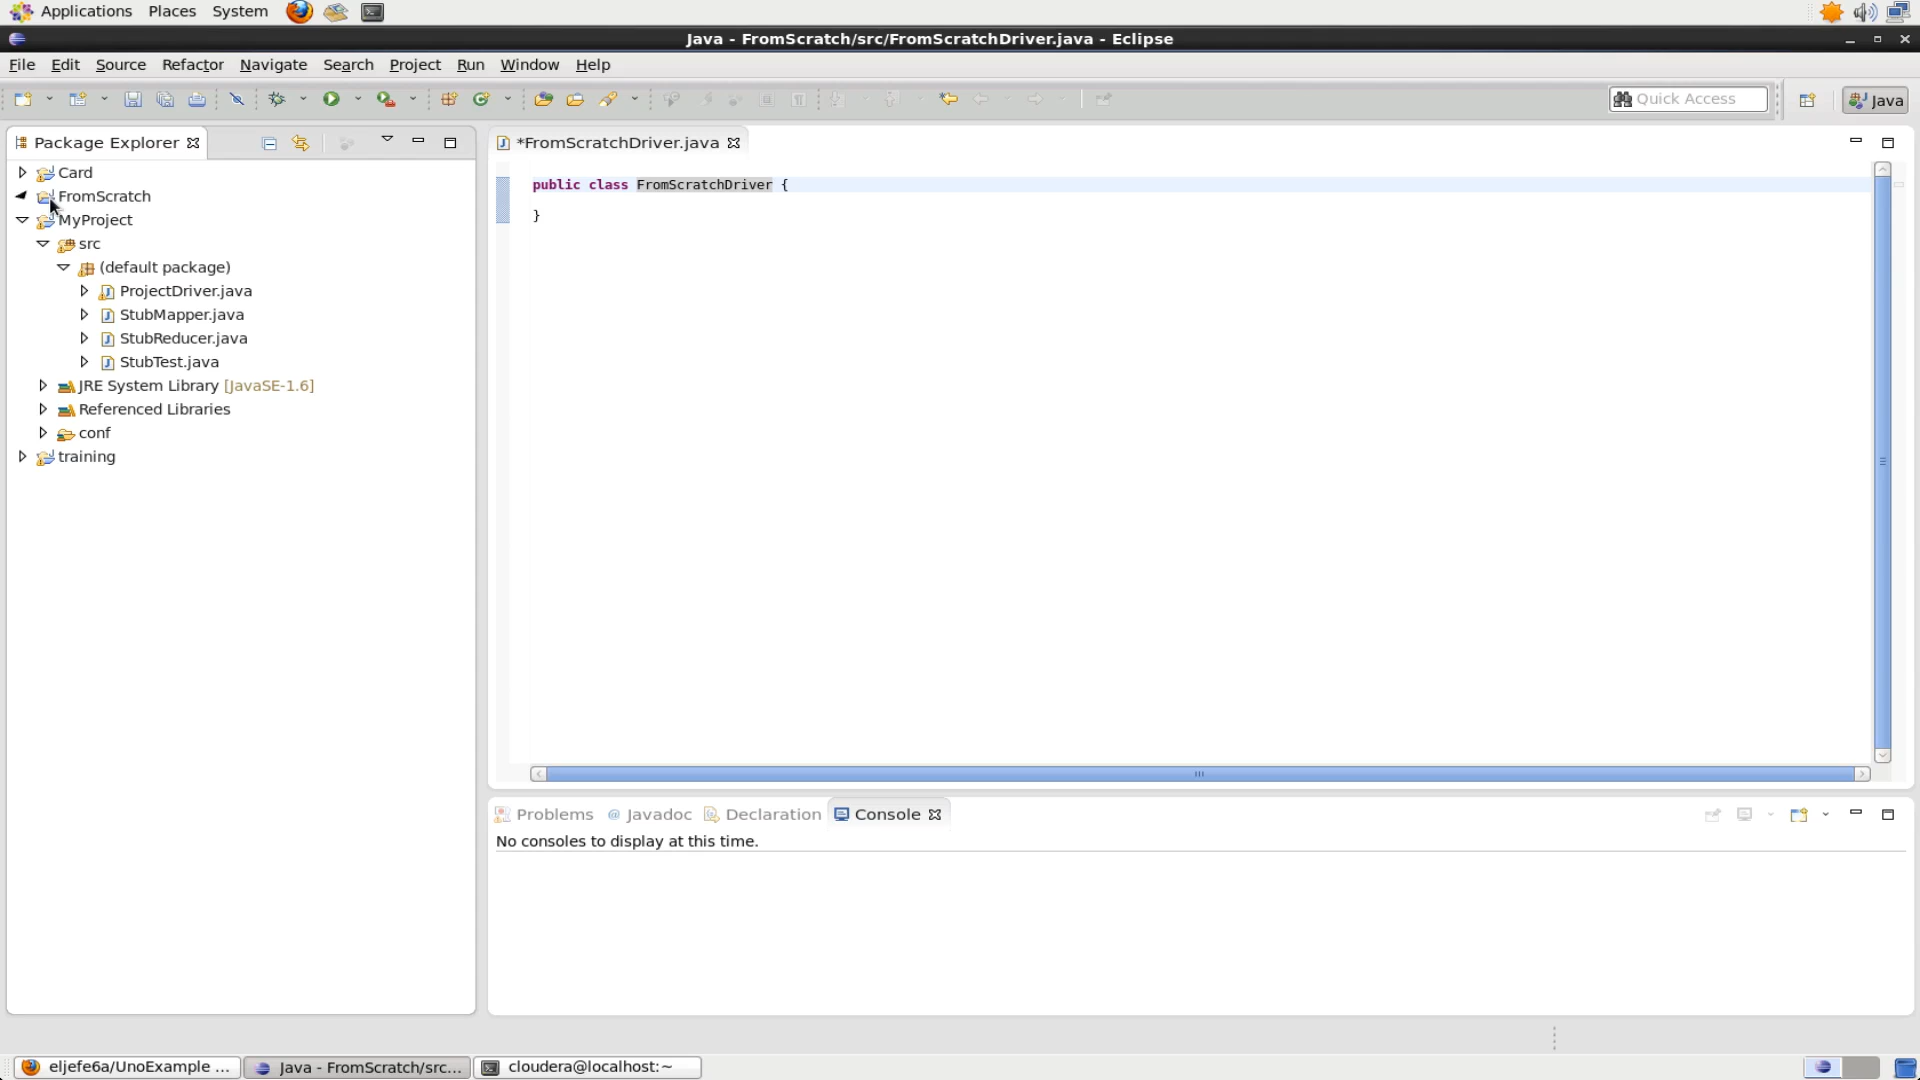 Applications Places System
Java - FromScratch/src/FromScratchDriver.java - Eclipse
File Edit Source Refactor Navigate Search Project Run Window Help
Quick Access
Java
Package Explorer
*FromScratchDriver.java
Card
FromScratch
MyProject
src
(default package)
ProjectDriver.java
StubMapper.java
StubReducer.java
StubTest.java
JRE System Library [JavaSE-1.6]
Referenced Libraries
conf
training
public class FromScratchDriver {
}
Problems @ Javadoc Declaration Console
No consoles to display at this time.
eljefe6a/UnoExample ... Java - FromScratch/src... cloudera@localhost:~